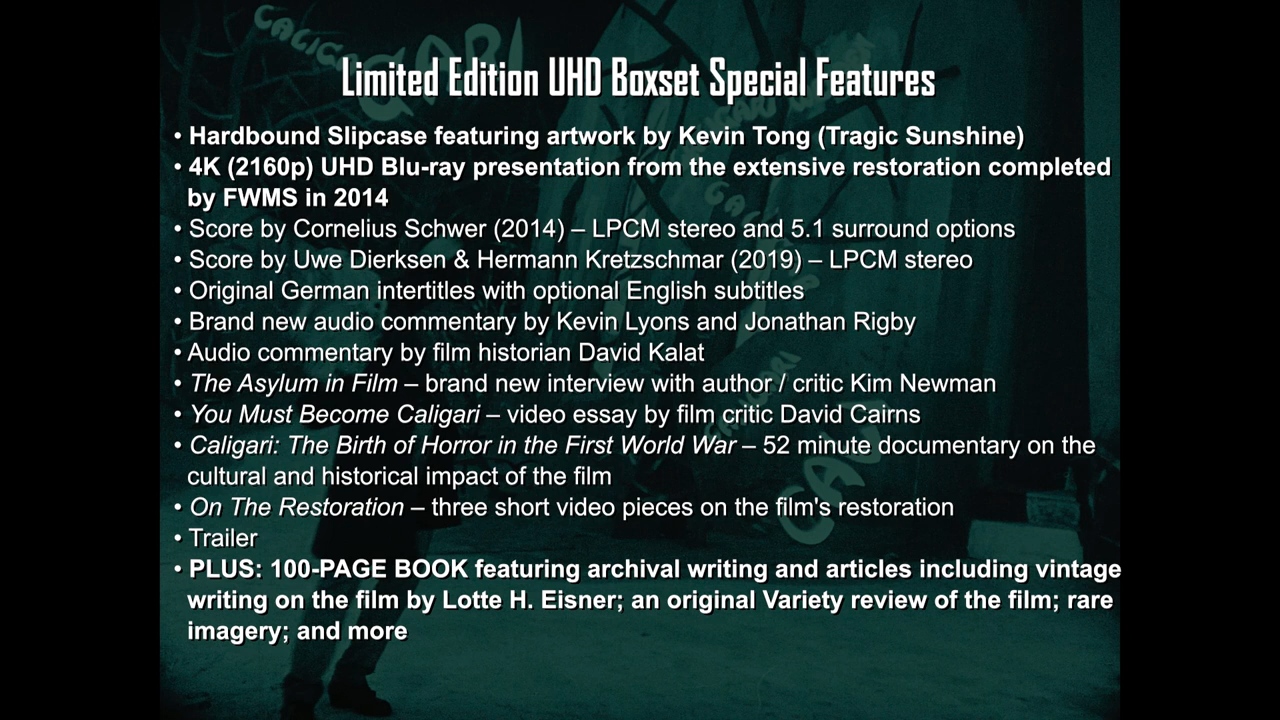 Limited Edition UHD Boxset Special Features
• Hardbound Slipcase featuring artwork by Kevin Tong (Tragic Sunshine)
• 4K (2160p) UHD Blu-ray presentation from the extensive restoration completed
by FWMS in 2014
• Score by Cornelius Schwer (2014) – LPCM stereo and 5.1 surround options
• Score by Uwe Dierksen & Hermann Kretzschmar (2019) – LPCM stereo
• Original German intertitles with optional English subtitles
• Brand new audio commentary by Kevin Lyons and Jonathan Rigby
• Audio commentary by film historian David Kalat
• The Asylum in Film – brand new interview with author / critic Kim Newman
• You Must Become Caligari – video essay by film critic David Cairns
• Caligari: The Birth of Horror in the First World War – 52 minute documentary on the
cultural and historical impact of the film
• On The Restoration – three short video pieces on the film's restoration
• Trailer
• PLUS: 100-PAGE BOOK featuring archival writing and articles including vintage
writing on the film by Lotte H. Eisner; an original Variety review of the film; rare
imagery; and more